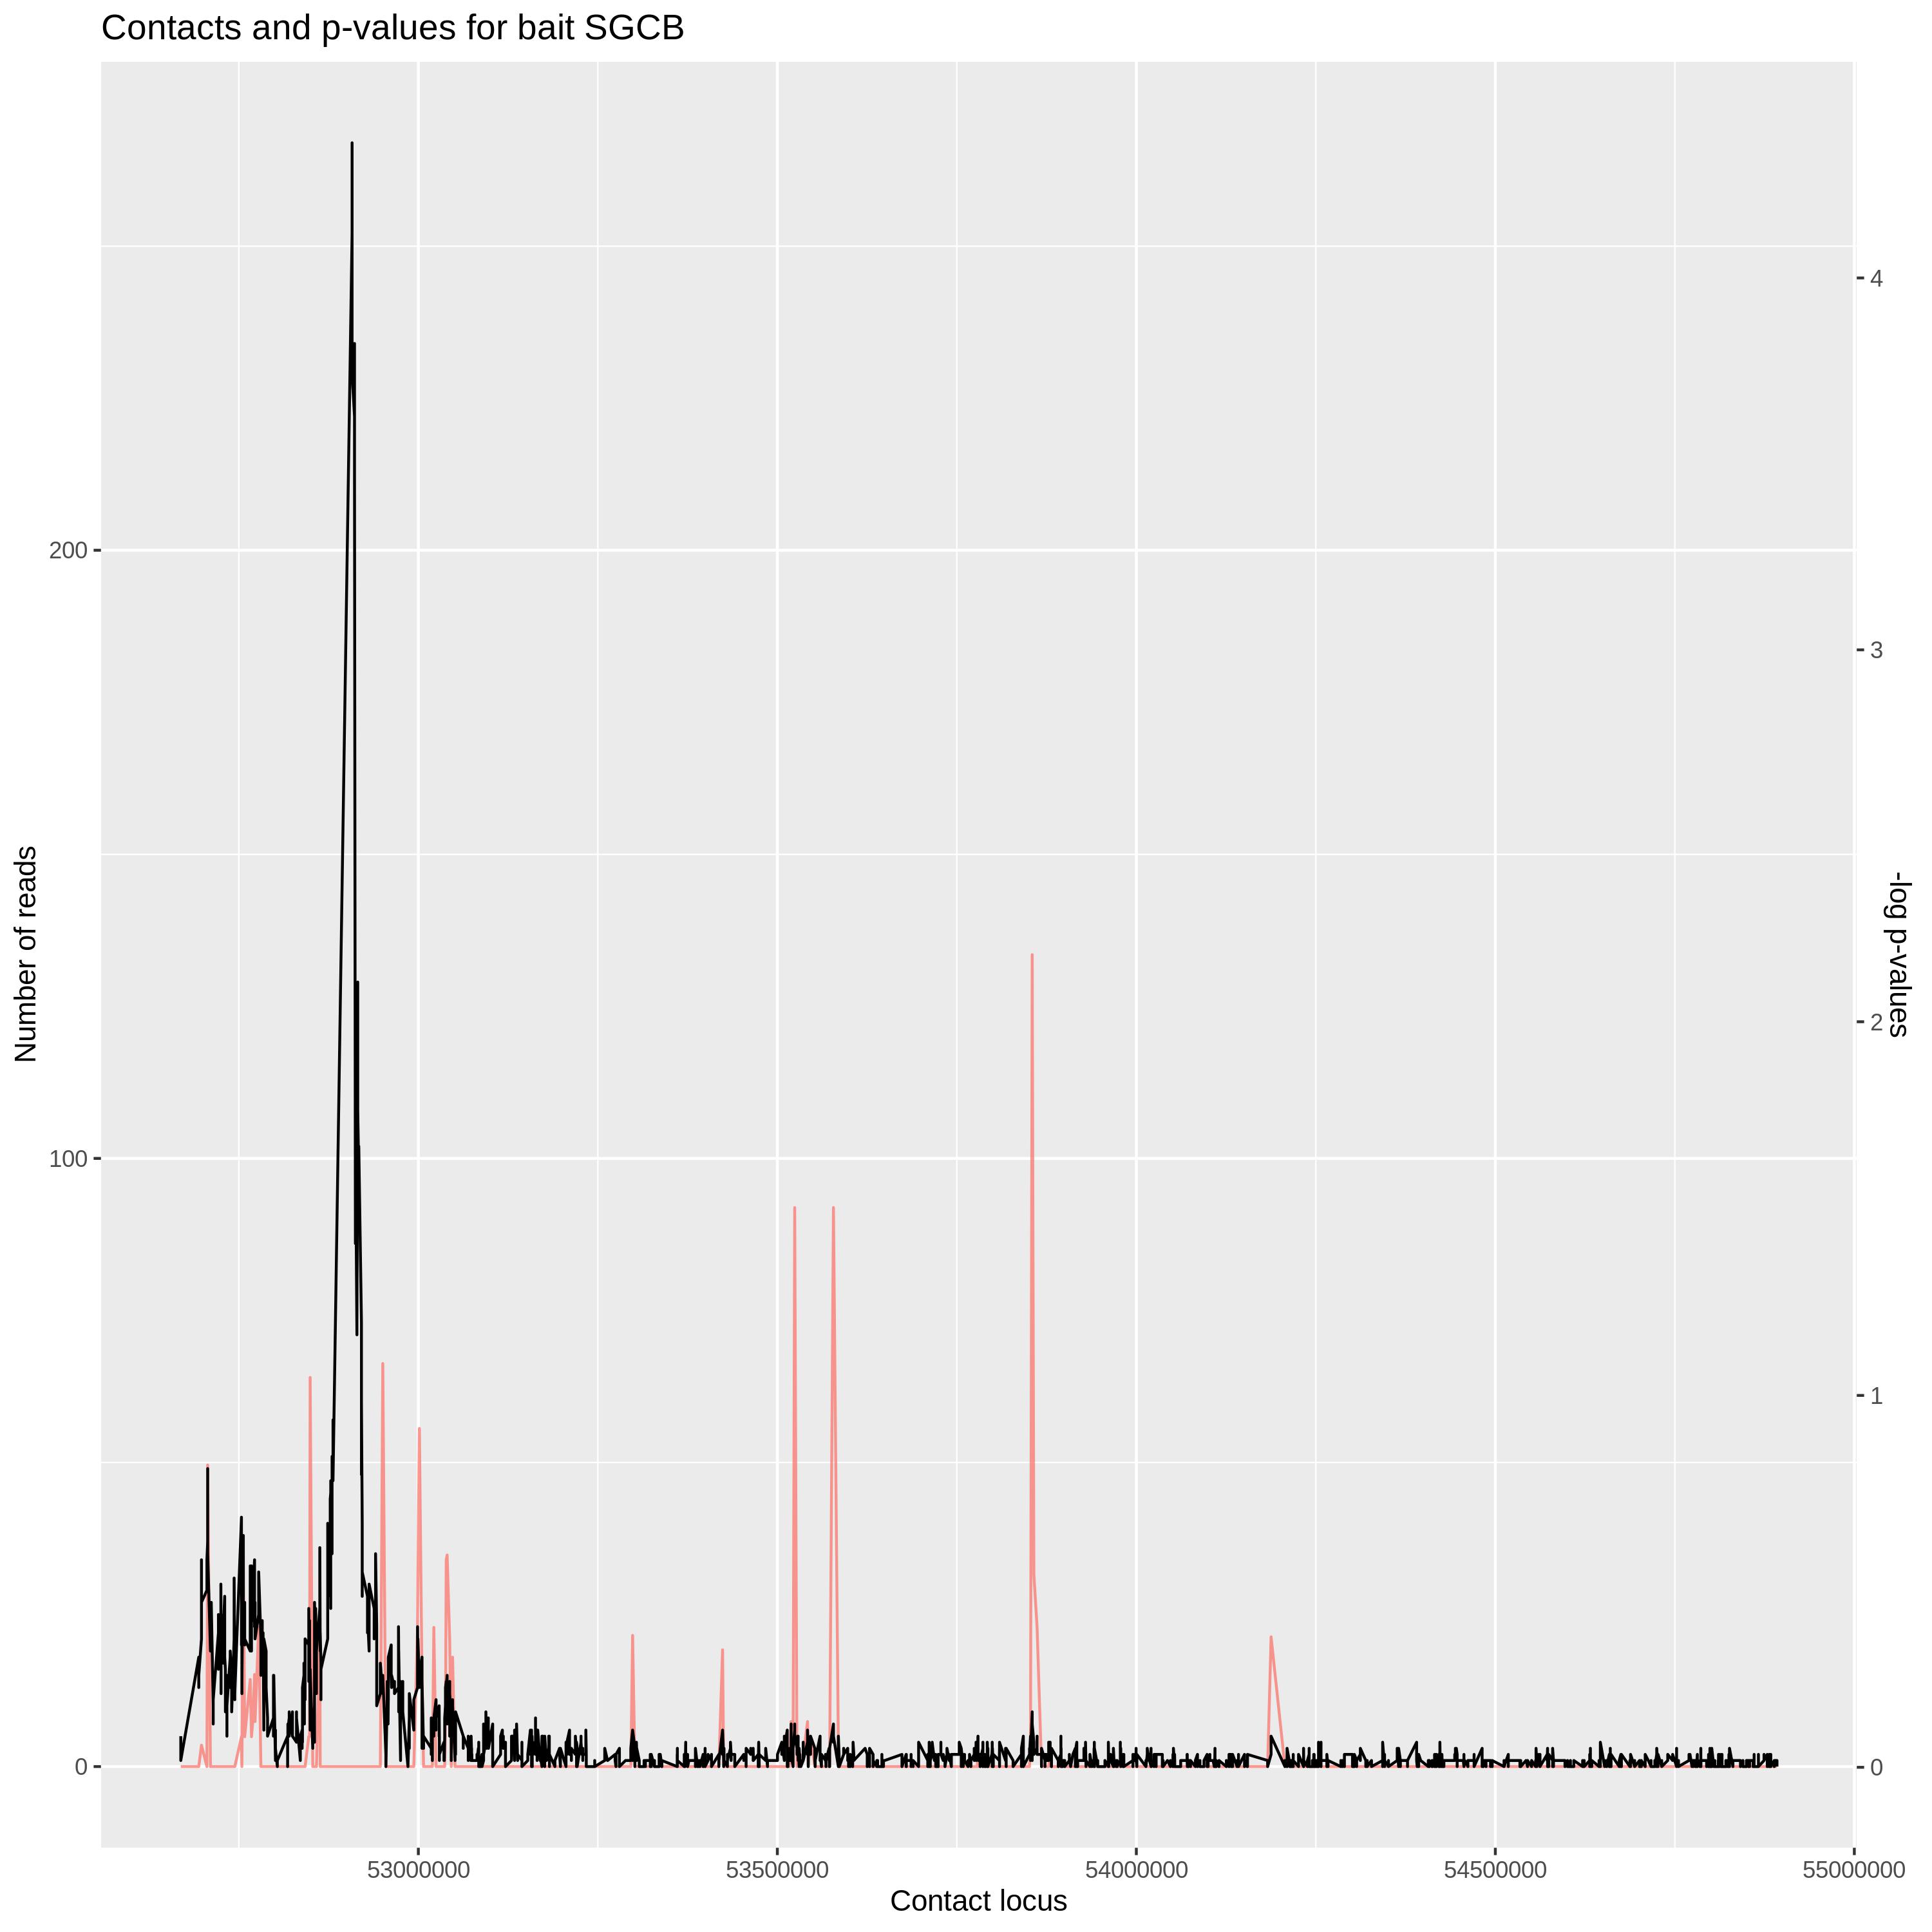 Contacts and p-values for bait SGCB
Number of reads
200
100
0
4
3
2
1
0
-log p-values
53000000 53500000 54000000 54500000 55000000
Contact locus